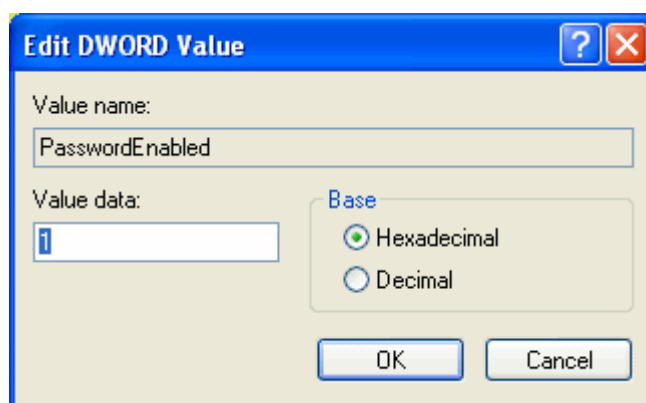 Edit DWORD Value
Value name:
PasswordEnabled
Value data:
1
Base
Hexadecimal
Decimal
OK Cancel